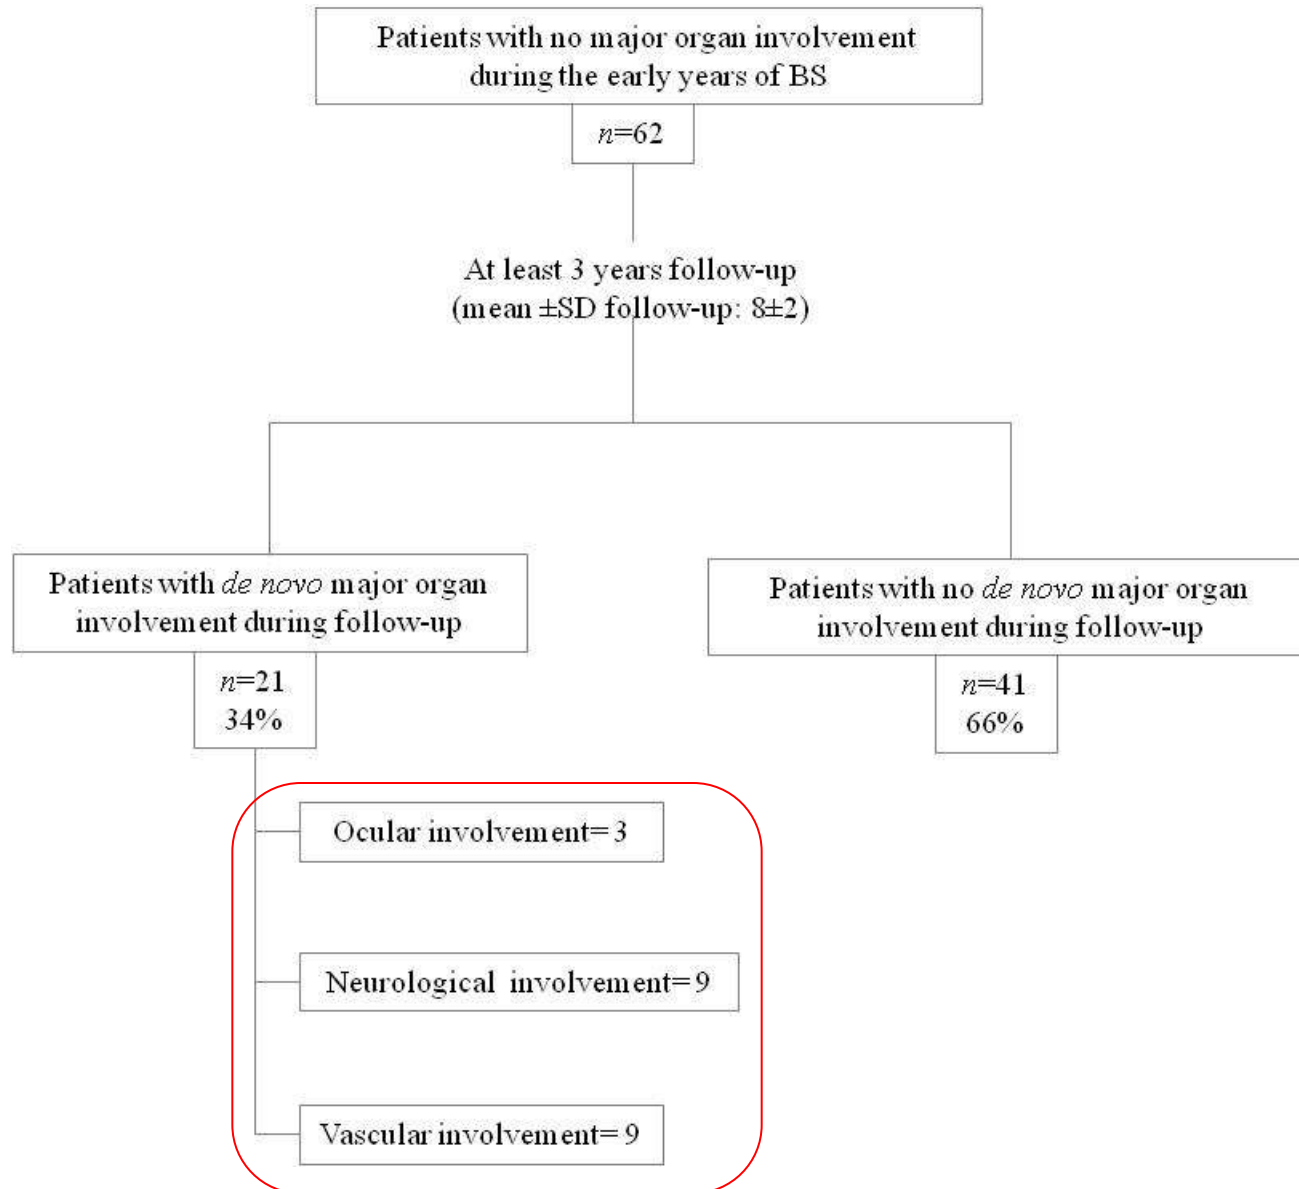 Patients with no major organ involvement
during the early years of BS
n=62
At least 3 years follow-up
(mean ±SD follow-up: 8±2)
Patients with de novo major organ
involvement during follow-up
n=21
34%
Patients with no de novo major organ
involvement during follow-up
n=41
66%
Ocular involvement= 3
Neurological involvement= 9
Vascular involvement= 9